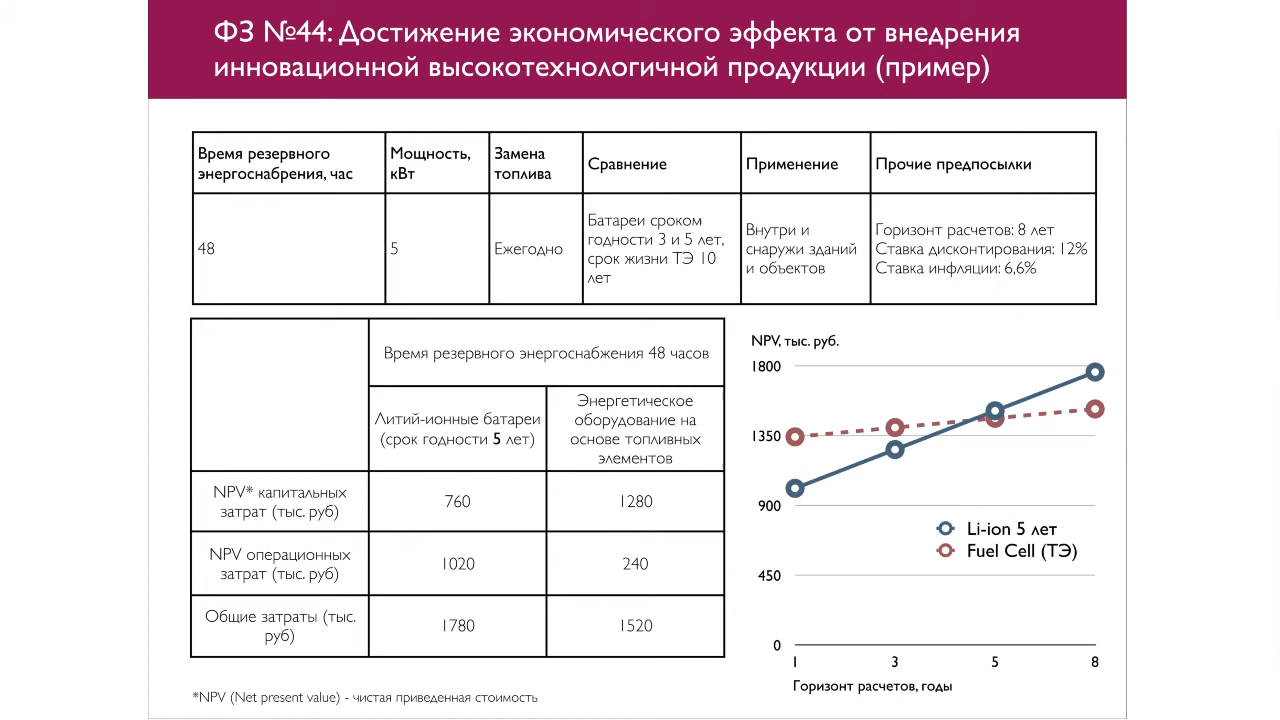 ФЗ №44: Достижение экономического эффекта от внедрения
инновационной высокотехнологичной продукции (пример)
Время резервного
энергоснабрения, час
Мощность,
кВт
Замена
топлива
Сравнение
Применение
Прочие предпосылки
48
5
Ежегодно
Батареи сроком
годности 3 и 5 лет,
срок жизни ТЭ 10
лет
Внутри и
снаружи зданий
и объектов
Горизонт расчетов: 8 лет
Ставка дисконтирования: 12%
Ставка инфляции: 6,6%
Время резервного энергоснабжения 48 часов
Литий-ионные батареи
(срок годности 5 лет)
Энергетическое
оборудование на
основе топливных
элементов
NPV* капитальных
затрат (тыс. руб)
760
1280
NPV операционных
затрат (тыс. руб)
1020
240
Общие затраты (тыс.
руб)
1780
1520
NPV, тыс. руб.
1800
1350
900
450
0
1
3
5
8
Li-ion 5 лет
Fuel Cell (ТЭ)
Горизонт расчетов, годы
*NPV (Net present value) - чистая приведенная стоимость